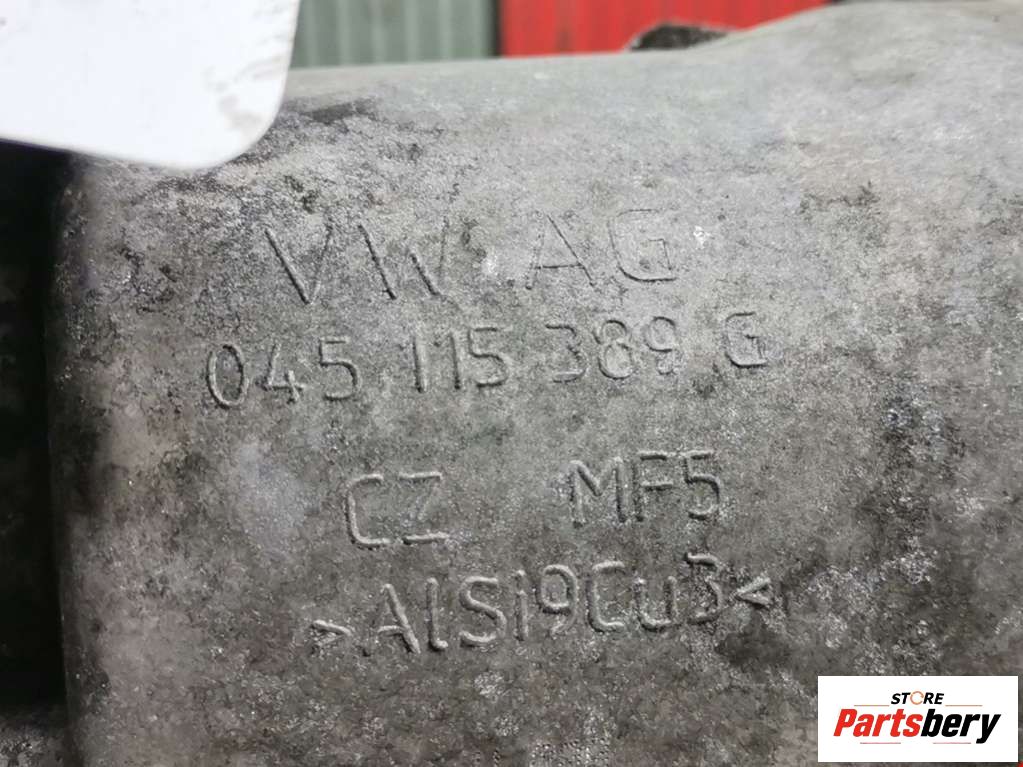 VW AG
045 115 389 G
CZ MF5
>AlSi9Cu3<
STORE
Partsbery